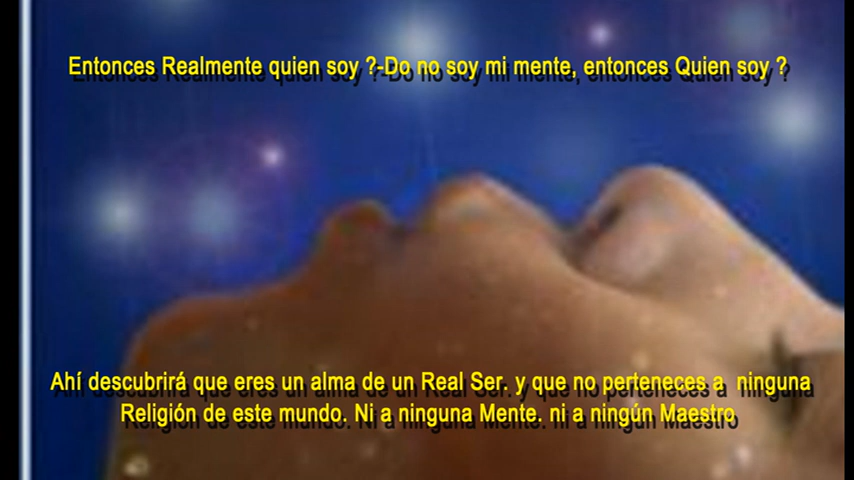 Entonces Realmente quien soy ?-Do no soy mi mente, entonces Quien soy ?
Ahí descubrirá que eres un alma de un Real Ser. y que no perteneces a ninguna
Religión de este mundo. Ni a ninguna Mente. ni a ningún Maestro